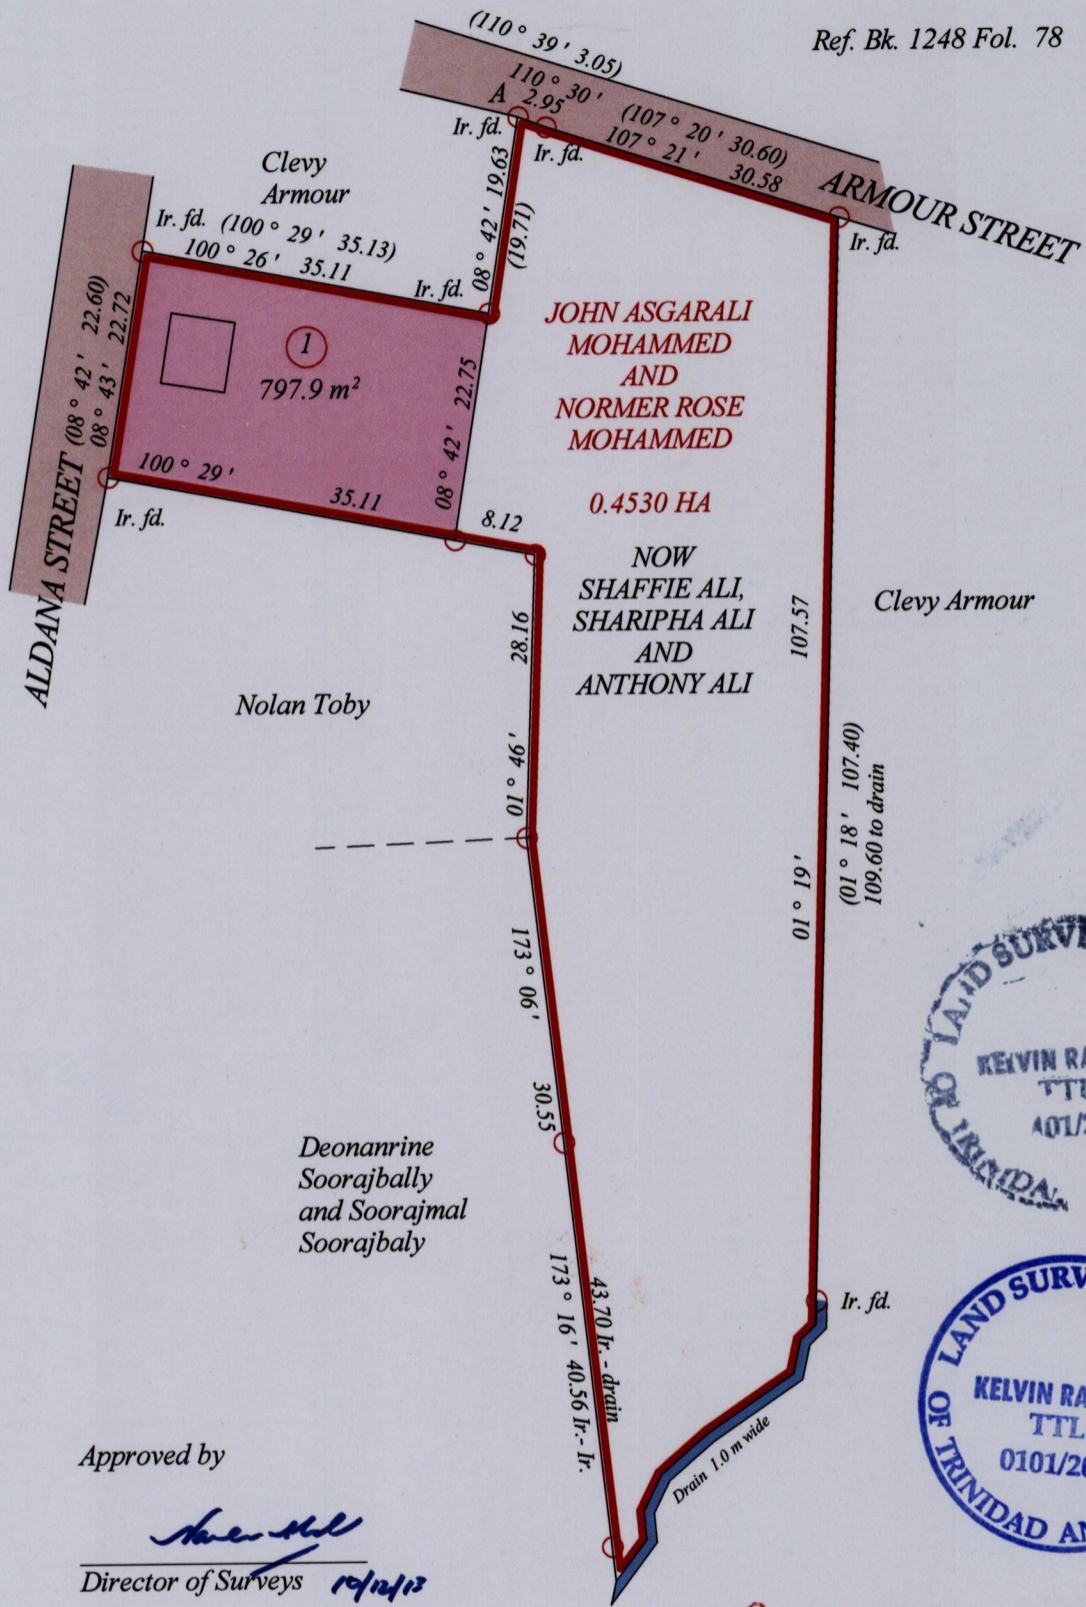 Ref. Bk. 1248 Fol. 78
(110° 39' 3.05)
110° 30'
A 2.95
(107° 20' 30.60)
107° 21' 30.58
ARMOUR STREET
Ir. fd.
Ir. fd.
Ir. fd.
Clevy
Armour
08° 42' 19.63
(19.71)
Ir. fd.
(100° 29' 35.13)
100° 26' 35.11
Ir. fd.
ALDANA STREET
(08° 42' 22.60)
08° 43' 22.72
1
797.9 m²
08° 42' 22.75
100° 29' 35.11
Ir. fd.
8.12
JOHN ASGARALI
MOHAMMED
AND
NORMER ROSE
MOHAMMED
0.4530 HA
NOW
SHAFFIE ALI,
SHARIPHA ALI
AND
ANTHONY ALI
Clevy Armour
Nolan Toby
01° 46' 28.16
01° 19' 107.57
(01° 18' 107.40)
109.60 to drain
173° 06' 30.55
Deonanrine
Soorajbally
and Soorajmal
Soorajbaly
43.70 Ir. - drain
173° 16' 40.56 Ir.- Ir.
Ir. fd.
Drain 1.0 m wide
LAND SURV
KELVIN RA
TTL
0101/2
OF TRINIDAD AN
Approved by
Director of Surveys 10/12/13